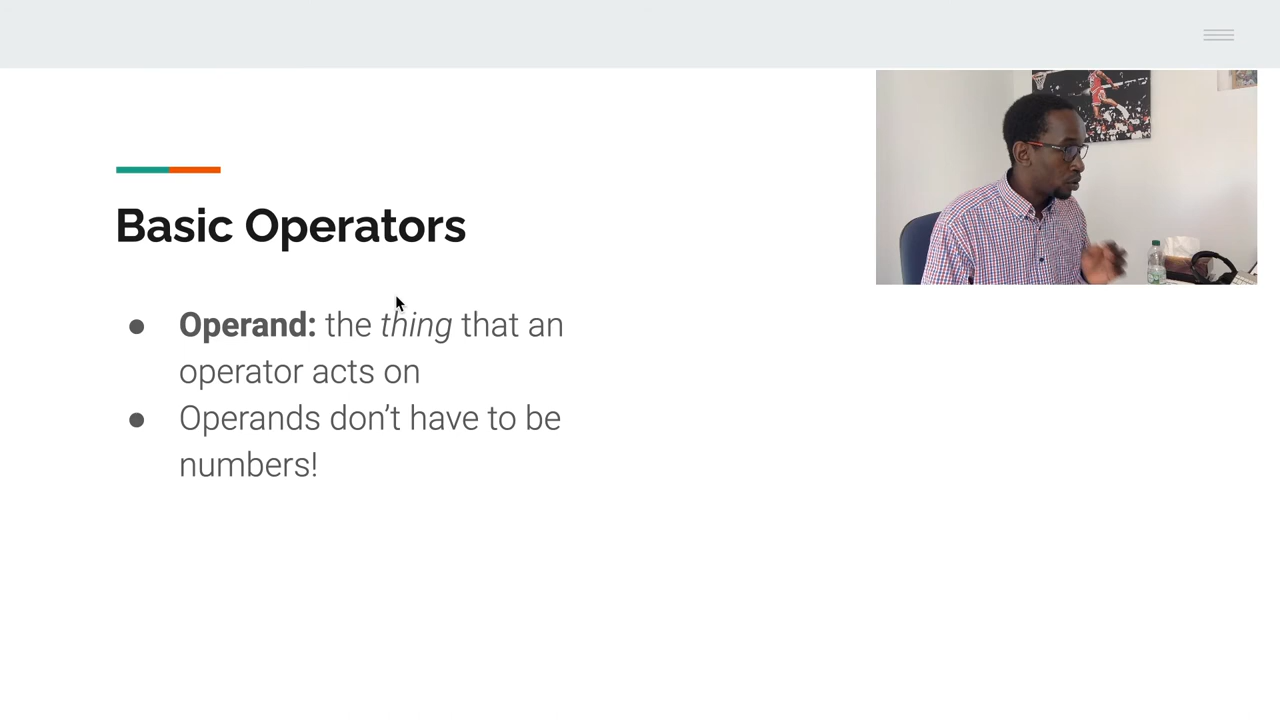 Basic Operators
● Operand: the thing that an
operator acts on
● Operands don’t have to be
numbers!